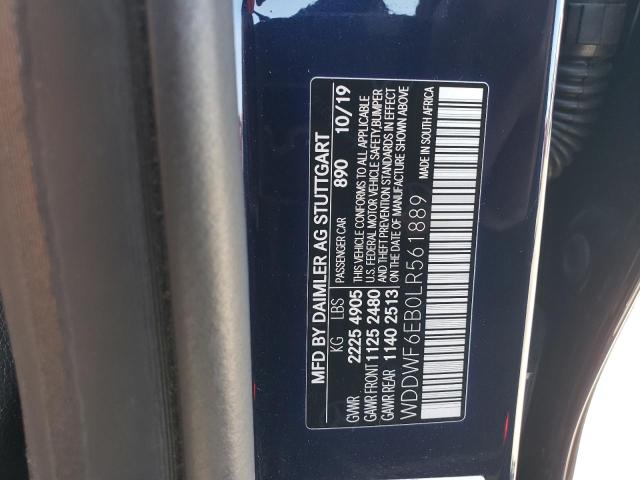 MFD BY DAIMLER AG STUTTGART
KG LBS PASSENGER CAR 890 10/19
GVWR 2225 4905 THIS VEHICLE CONFORMS TO ALL APPLICABLE
GAWR FRONT 1125 2480 U.S. FEDERAL MOTOR VEHICLE SAFETY,BUMPER
GAWR REAR 1140 2513 AND THEFT PREVENTION STANDARDS IN EFFECT
ON THE DATE OF MANUFACTURE SHOWN ABOVE
WDDWF6EB0LR561889 MADE IN SOUTH AFRICA